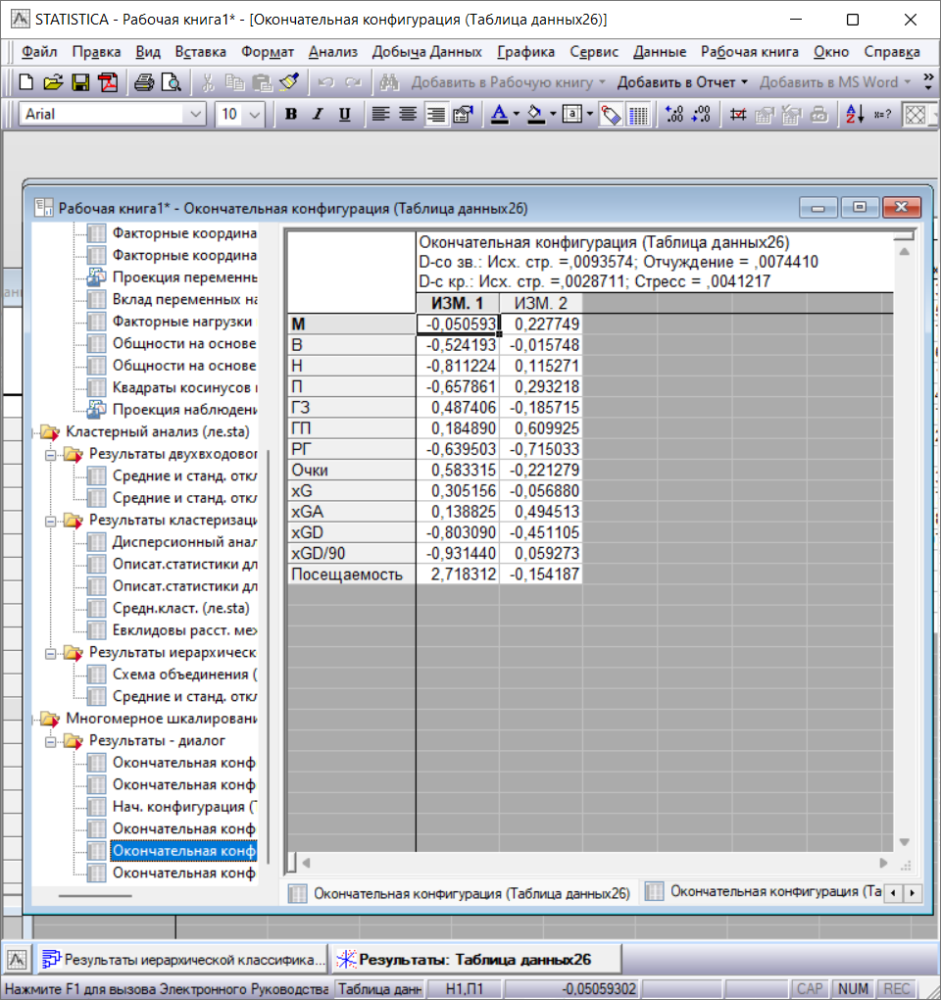 STATISTICA - Рабочая книга1* - [Окончательная конфигурация (Таблица данных26)]
Файл Правка Вид Вставка Формат Анализ Добыча Данных Графика Сервис Данные Рабочая книга Окно Справка
Добавить в Рабочую книгу Добавить в Отчет Добавить в MS Word
Arial 10 B I U
Рабочая книга1* - Окончательная конфигурация (Таблица данных26)
Факторные координа
Факторные координа
Проекция переменны
Вклад переменных на
Факторные нагрузки
Общности на основе
Общности на основе
Квадраты косинусов
Проекция наблюдени
Кластерный анализ (ле.sta)
Результаты двухвходовог
Средние и станд. откл
Средние и станд. откл
Результаты кластеризаци
Дисперсионный анал
Описат.статистики дл
Описат.статистики дл
Средн.класт. (ле.sta)
Евклидовы расст. меж
Результаты иерархическ
Схема объединения (
Средние и станд. откл
Многомерное шкалировани
Результаты - диалог
Окончательная конф
Окончательная конф
Нач. конфигурация (Т
Окончательная конф
Окончательная конф
Окончательная конф
Окончательная конфигурация (Таблица данных26)
D-со зв.: Исх. стр. =,0093574; Отчуждение = ,0074410
D-с кр.: Исх. стр. =,0028711; Стресс = ,0041217
ИЗМ. 1 ИЗМ. 2
М -0,050593 0,227749
В -0,524193 -0,015748
Н -0,811224 0,115271
П -0,657861 0,293218
ГЗ 0,487406 -0,185715
ГП 0,184890 0,609925
РГ -0,639503 -0,715033
Очки 0,583315 -0,221279
xG 0,305156 -0,056880
xGA 0,138825 0,494513
xGD -0,803090 -0,451105
xGD/90 -0,931440 0,059273
Посещаемость 2,718312 -0,154187
Окончательная конфигурация (Таблица данных26) Окончательная конфигурация (Та
Результаты иерархической классифика... Результаты: Таблица данных26
Нажмите F1 для вызова Электронного Руководства Таблица данн Н1,П1 -0,05059302 CAP NUM REC